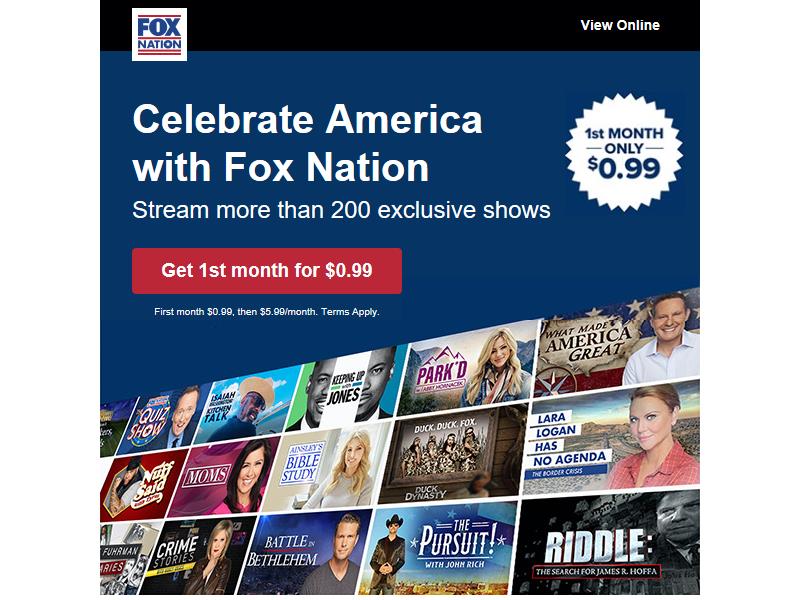 FOX
NATION
View Online
Celebrate America
with Fox Nation
Stream more than 200 exclusive shows
1st MONTH
ONLY
$0.99
Get 1st month for $0.99
First month $0.99, then $5.99/month. Terms Apply.
WHAT MADE
AMERICA
GREAT
PARK'D
WITH ABBY HORNACEK
KEEPING UP
with
JONES
ISAIAH
WASHINGTON
KITCHEN
TALK
FOX NATION
QUIZ
SHOW
LARA
LOGAN
HAS
NO AGENDA
THE BORDER CRISIS
DUCK. DUCK. FOX.
DUCK
DYNASTY
AINSLEY'S
BIBLE
STUDY
MOMS
Nuff
Said
RIDDLE:
THE SEARCH FOR JAMES R. HOFFA
THE
PURSUIT!
WITH JOHN RICH
BATTLE IN
BETHLEHEM
CRIME
STORIES
FUHRMAN
ARIES